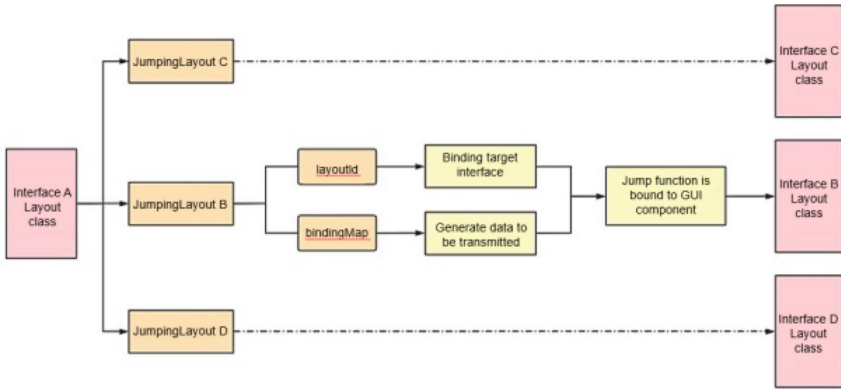 JumpingLayout C
Interface C
Layout
class
layoutId
Binding target
interface
Interface A
Layout
class
JumpingLayout B
Jump function is
bound to GUI
component
Interface B
Layout
class
bindingMap
Generate data to
be transmitted
JumpingLayout D
Interface D
Layout
class